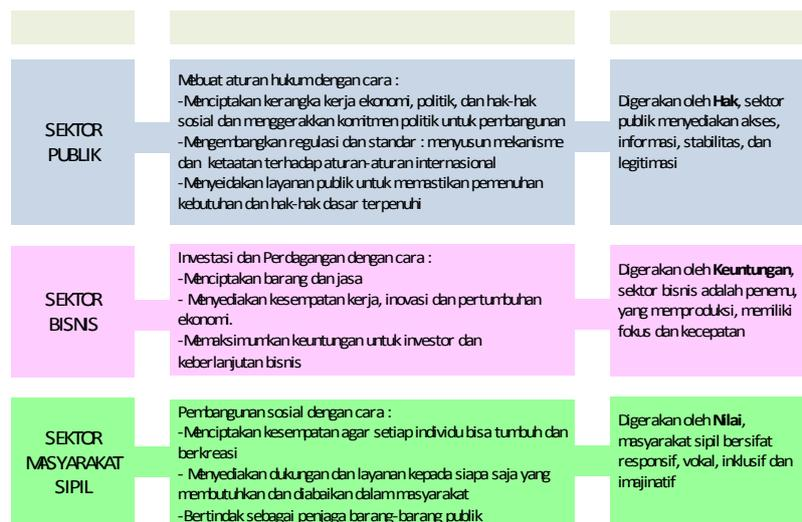 SEKTOR
PUBLIK
Mebuat aturan hukum dengan cara :
-Menciptakan kerangka kerja ekonomi, politik, dan hak-hak
sosial dan menggerakkan komitmen politik untuk pembangunan
-Mengembangkan regulasi dan standar : menyusun mekanisme
dan ketaatan terhadap aturan-aturan internasional
-Menyeidakan layanan publik untuk memastikan pemenuhan
kebutuhan dan hak-hak dasar terpenuhi
Digerakan oleh Hak, sektor
publik menyediakan akses,
informasi, stabilitas, dan
legitimasi
SEKTOR
BISNIS
Investasi dan Perdagangan dengan cara :
-Menciptakan barang dan jasa
- Menyediakan kesempatan kerja, inovasi dan pertumbuhan
ekonomi.
-Memaksimumkan keuntungan untuk investor dan
keberlanjutan bisnis
Digerakan oleh Keuntungan,
sektor bisnis adalah penemu,
yang memproduksi, memiliki
fokus dan kecepatan
SEKTOR
MASYARAKAT
SIPIL
Pembangunan sosial dengan cara :
-Menciptakan kesempatan agar setiap individu bisa tumbuh dan
berkreasi
- Menyediakan dukungan dan layanan kepada siapa saja yang
membutuhkan dan diabaikan dalam masyarakat
-Bertindak sebagai penjaga barang-barang publik
Digerakan oleh Nilai,
masyarakat sipil bersifat
responsif, vokal, inklusif dan
imajinatif